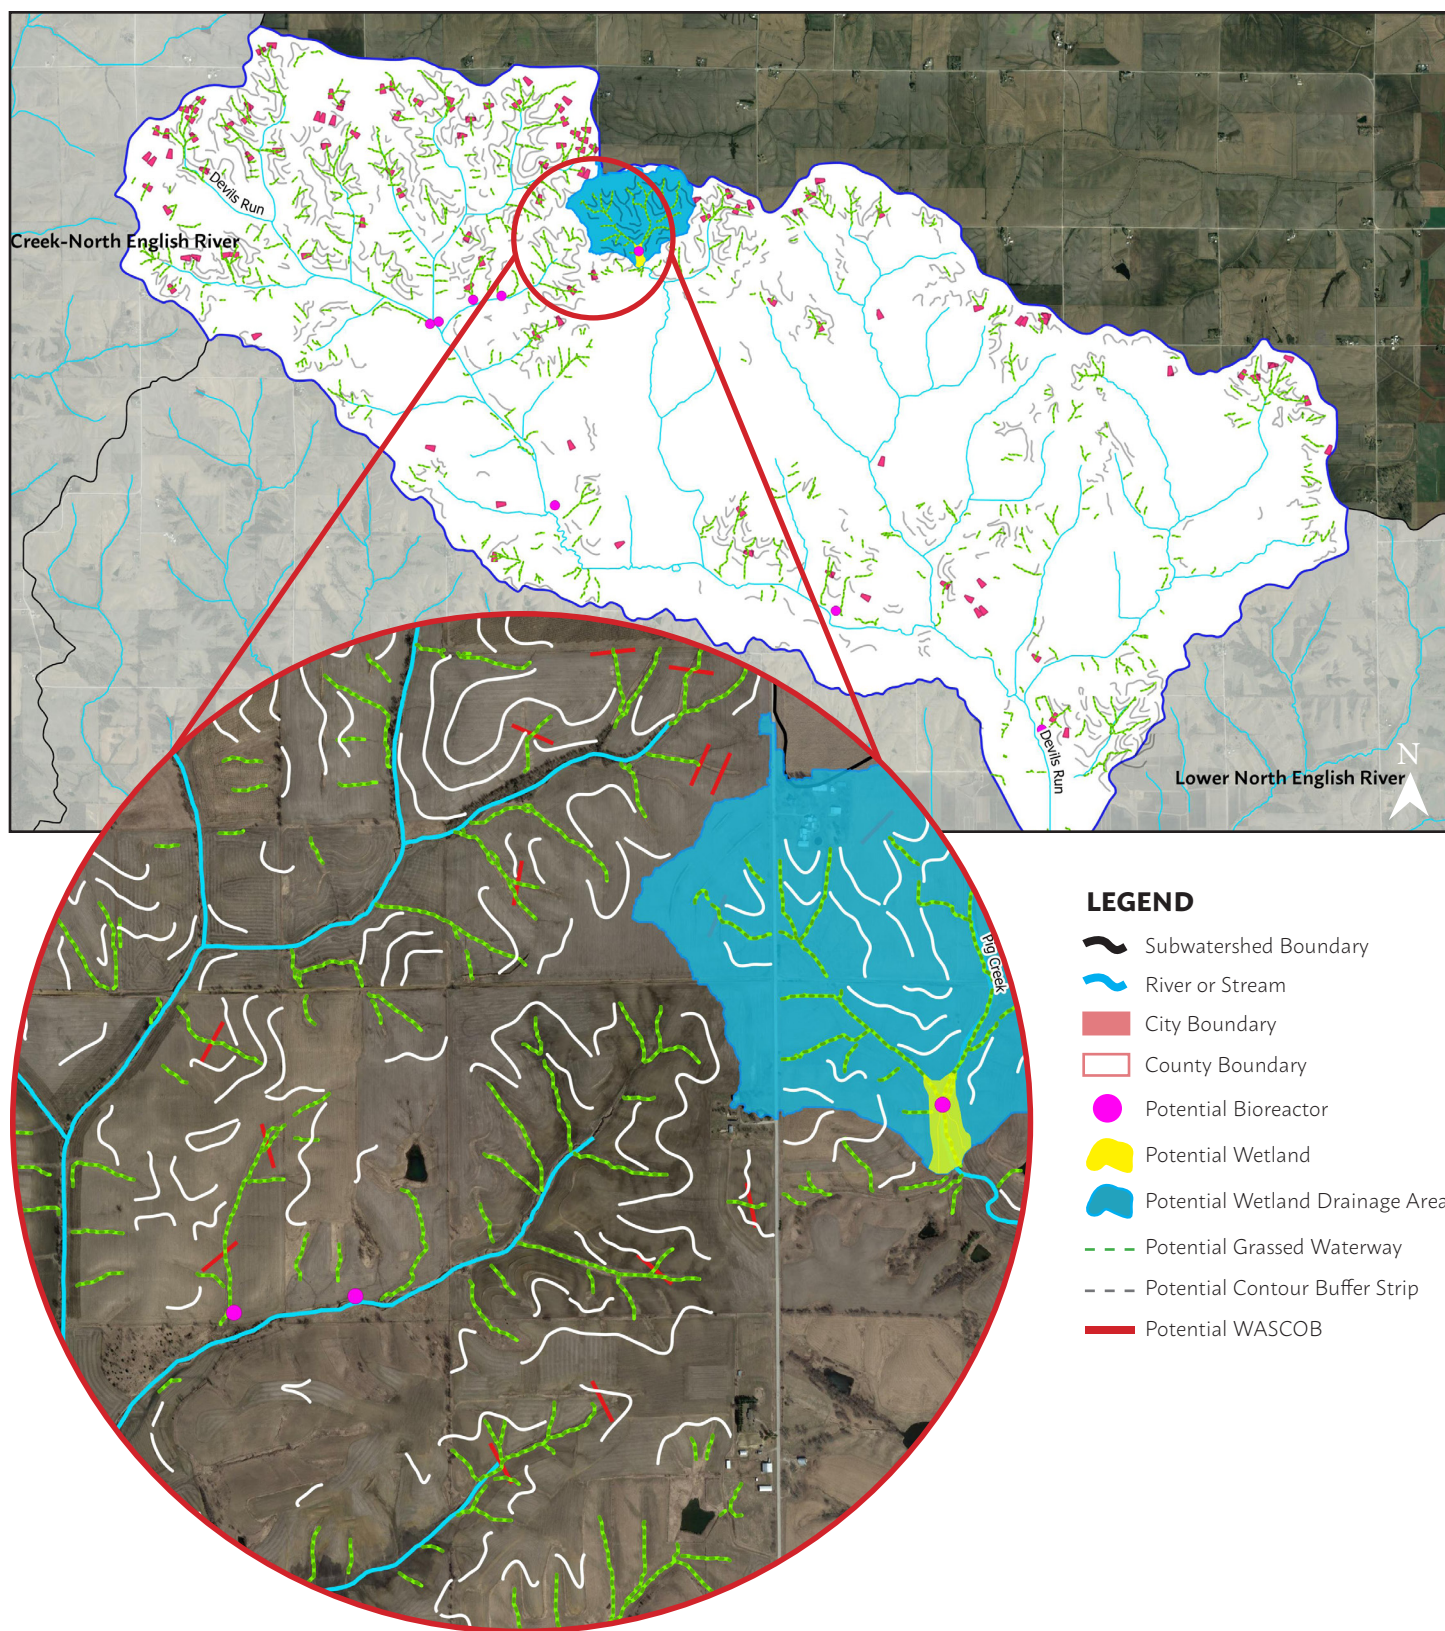 Devils Run
Creek-North English River
Devils Run
N
Lower North English River
Pig Creek
LEGEND
Subwatershed Boundary
River or Stream
City Boundary
County Boundary
Potential Bioreactor
Potential Wetland
Potential Wetland Drainage Area
Potential Grassed Waterway
Potential Contour Buffer Strip
Potential WASCOB